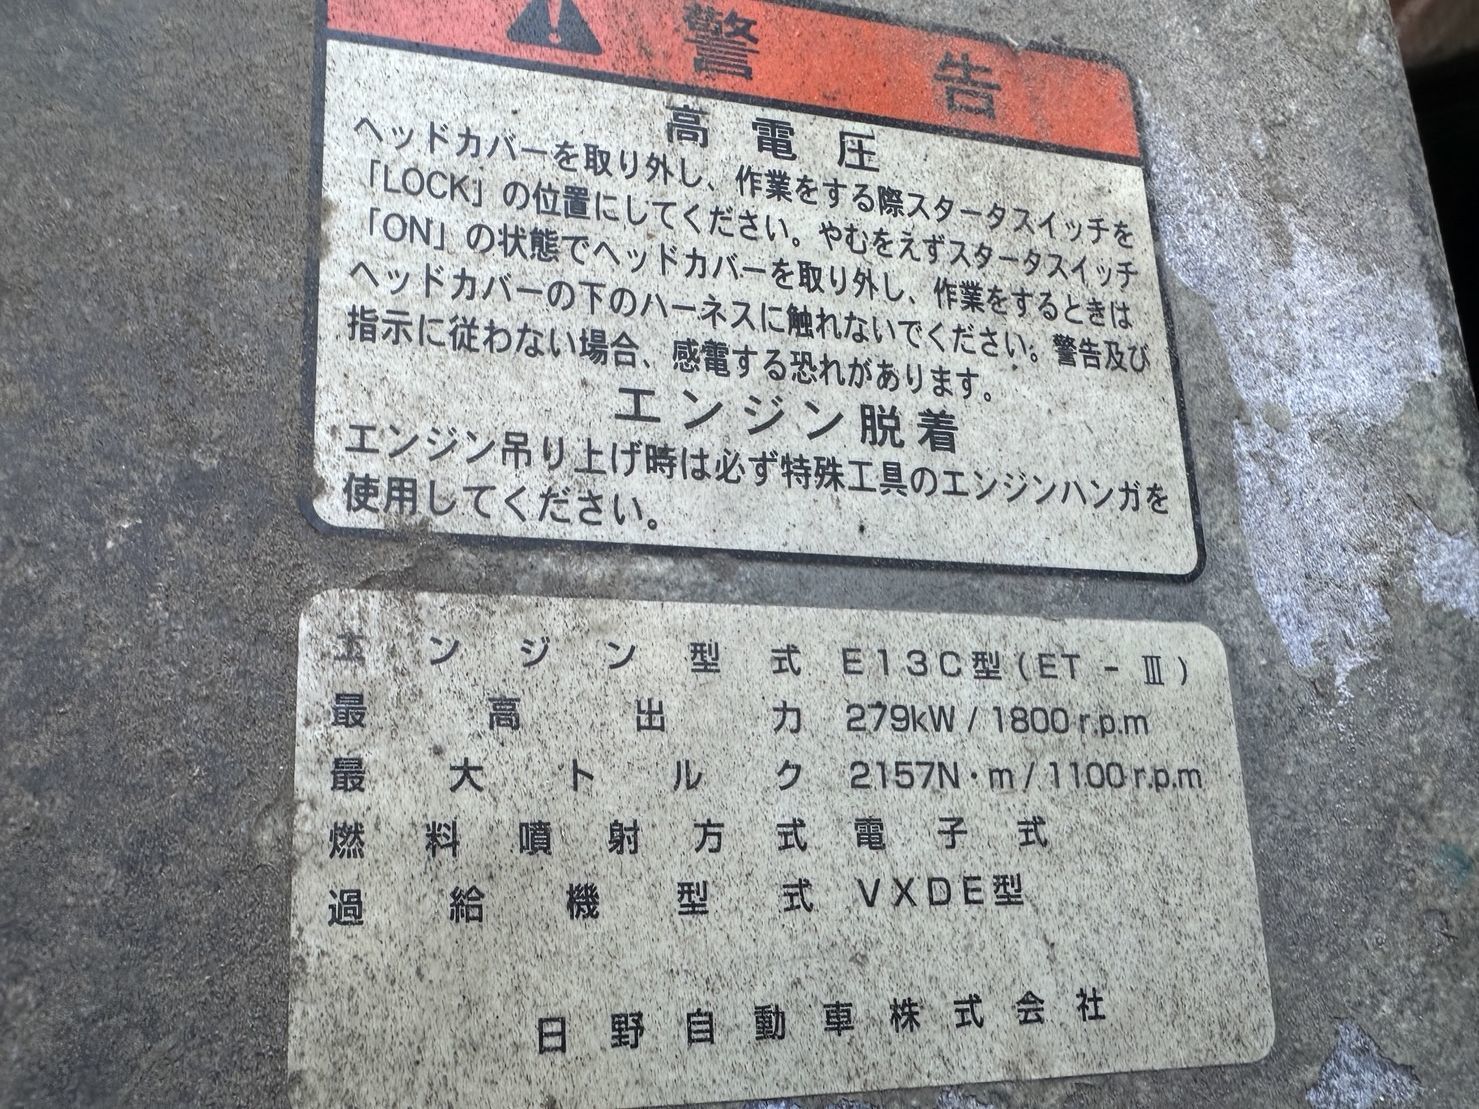 警告
高電圧
ヘッドカバーを取り外し、作業をする際スタータスイッチを
「LOCK」の位置にしてください。やむをえずスタータスイッチ
「ON」の状態でヘッドカバーを取り外し、作業をするときは
ヘッドカバーの下のハーネスに触れないでください。警告及び
指示に従わない場合、感電する恐れがあります。
エンジン脱着
エンジン吊り上げ時は必ず特殊工具のエンジンハンガを
使用してください。
エンジン型式 E13C型(ET-Ⅲ)
最高出力 279kW/1800r.p.m
最大トルク 2157N・m/1100r.p.m
燃料噴射方式 電子式
過給機型式 VXDE型
日野自動車株式会社